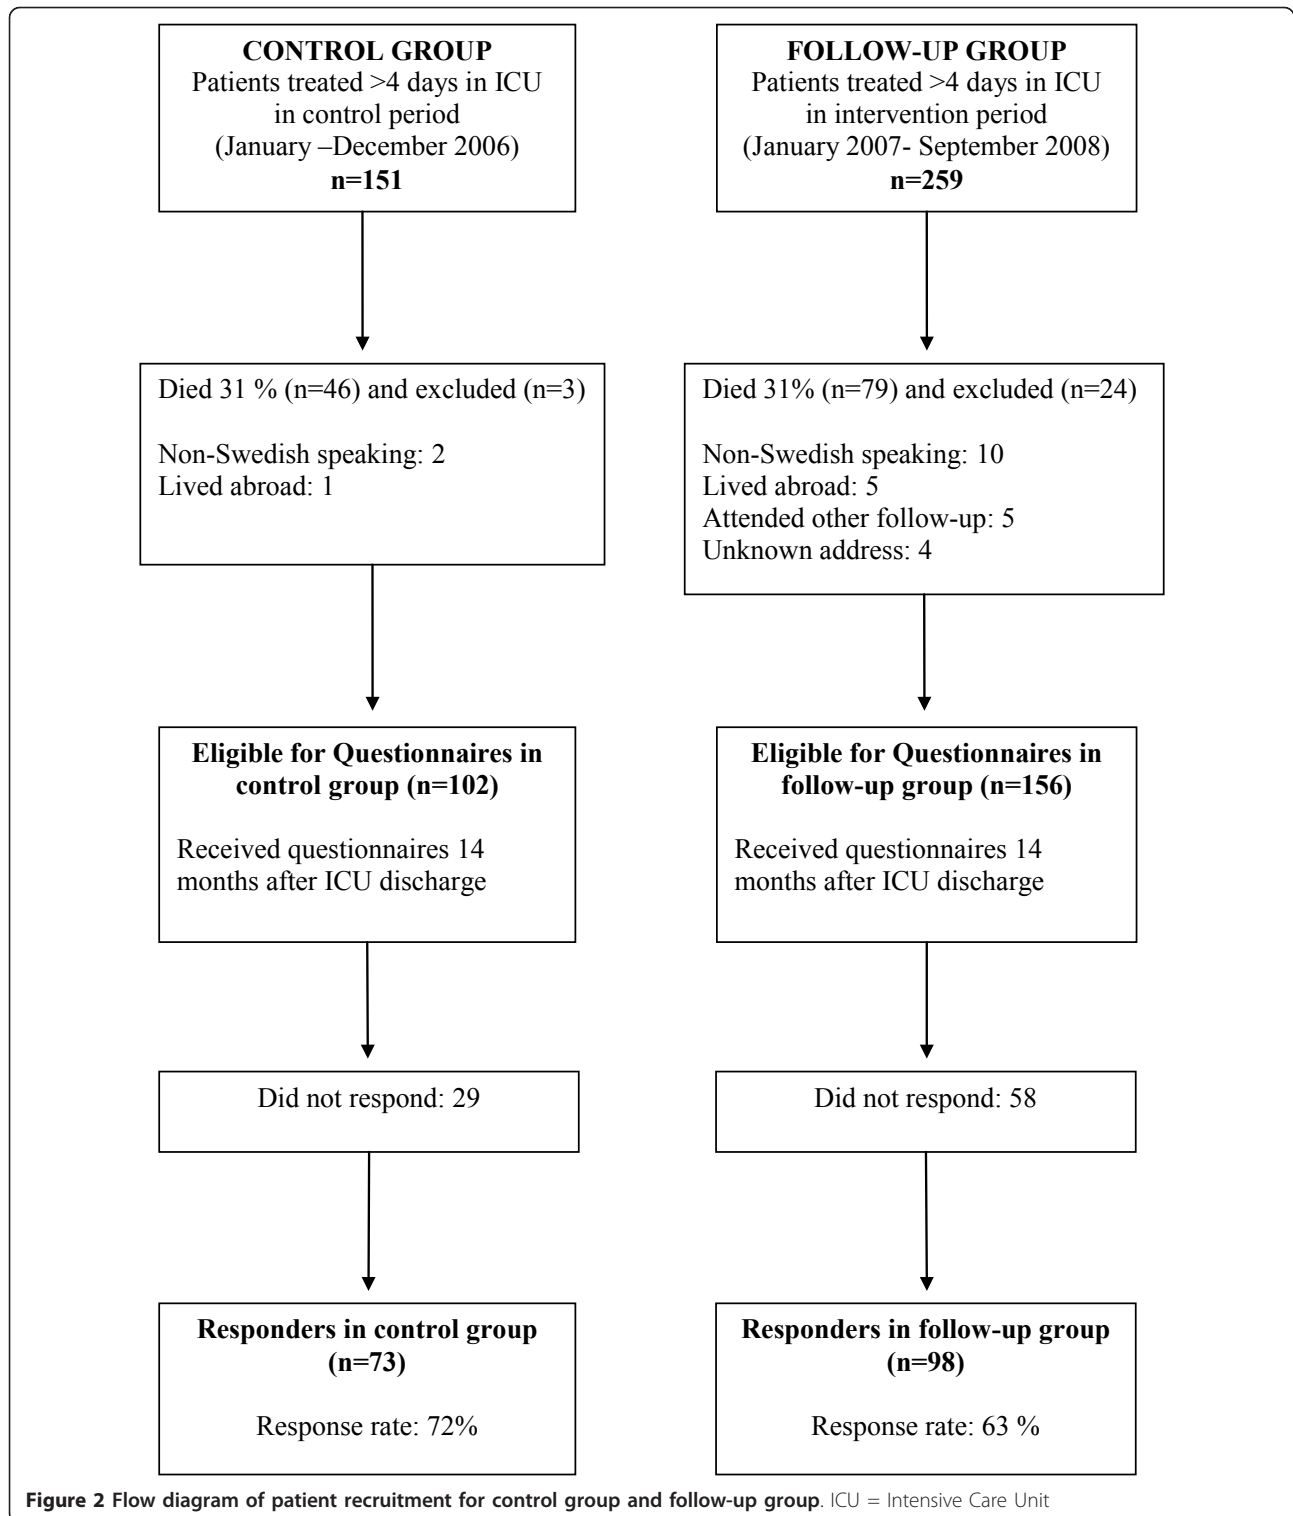 CONTROL GROUP
Patients treated >4 days in ICU
in control period
(January –December 2006)
n=151
FOLLOW-UP GROUP
Patients treated >4 days in ICU
in intervention period
(January 2007- September 2008)
n=259
Died 31 % (n=46) and excluded (n=3)
Non-Swedish speaking: 2
Lived abroad: 1
Died 31% (n=79) and excluded (n=24)
Non-Swedish speaking: 10
Lived abroad: 5
Attended other follow-up: 5
Unknown address: 4
Eligible for Questionnaires in
control group (n=102)
Received questionnaires 14
months after ICU discharge
Eligible for Questionnaires in
follow-up group (n=156)
Received questionnaires 14
months after ICU discharge
Did not respond: 29
Did not respond: 58
Responders in control group
(n=73)
Response rate: 72%
Responders in follow-up group
(n=98)
Response rate: 63 %
Figure 2 Flow diagram of patient recruitment for control group and follow-up group. ICU = Intensive Care Unit